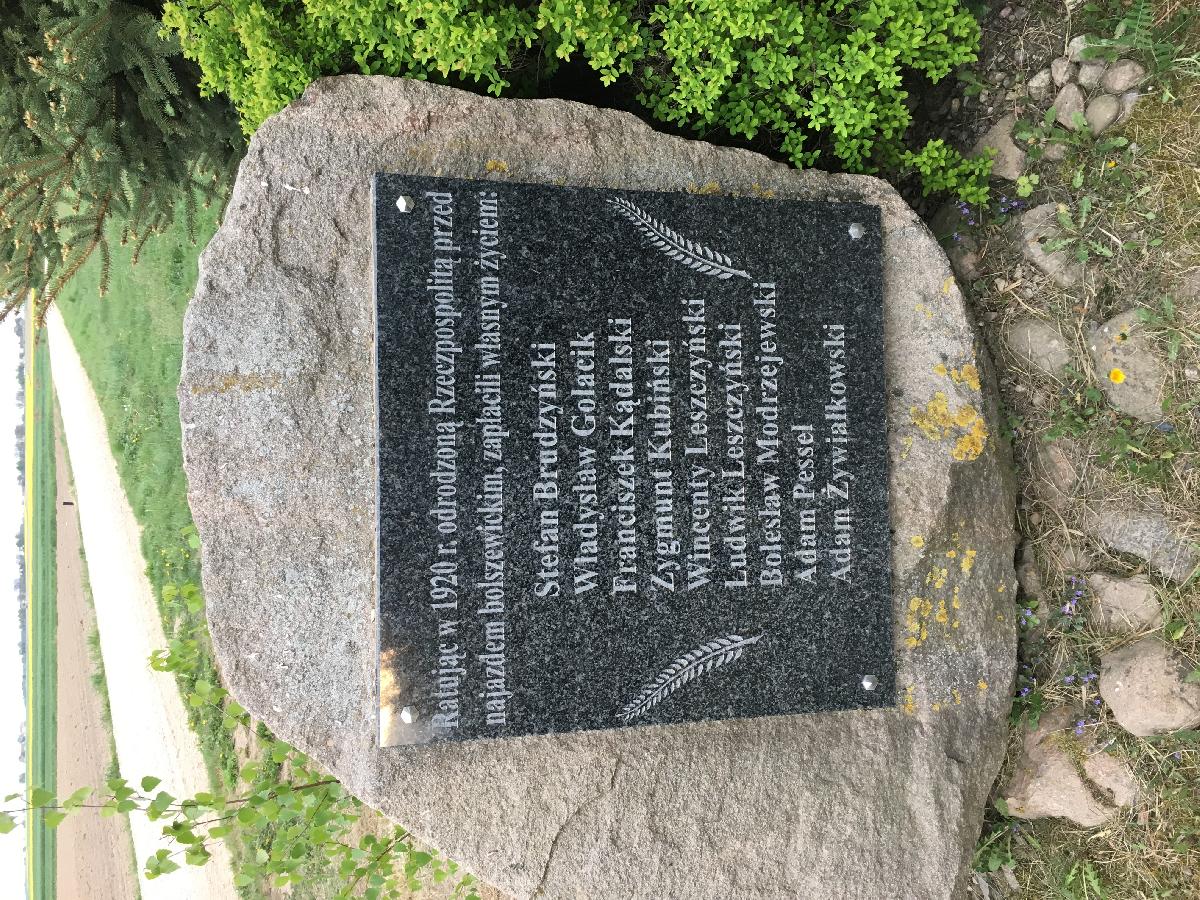 Ratując w 1920 r. odrodzoną Rzeczpospolitą przed
najazdem bolszewickim, zapłacili własnym życiem:
Stefan Brudzyński
Władysław Golacik
Franciszek Kądalski
Zygmunt Kubiński
Wincenty Leszczyński
Ludwik Leszczyński
Bolesław Modrzejewski
Adam Pessel
Adam Żywiałkowski